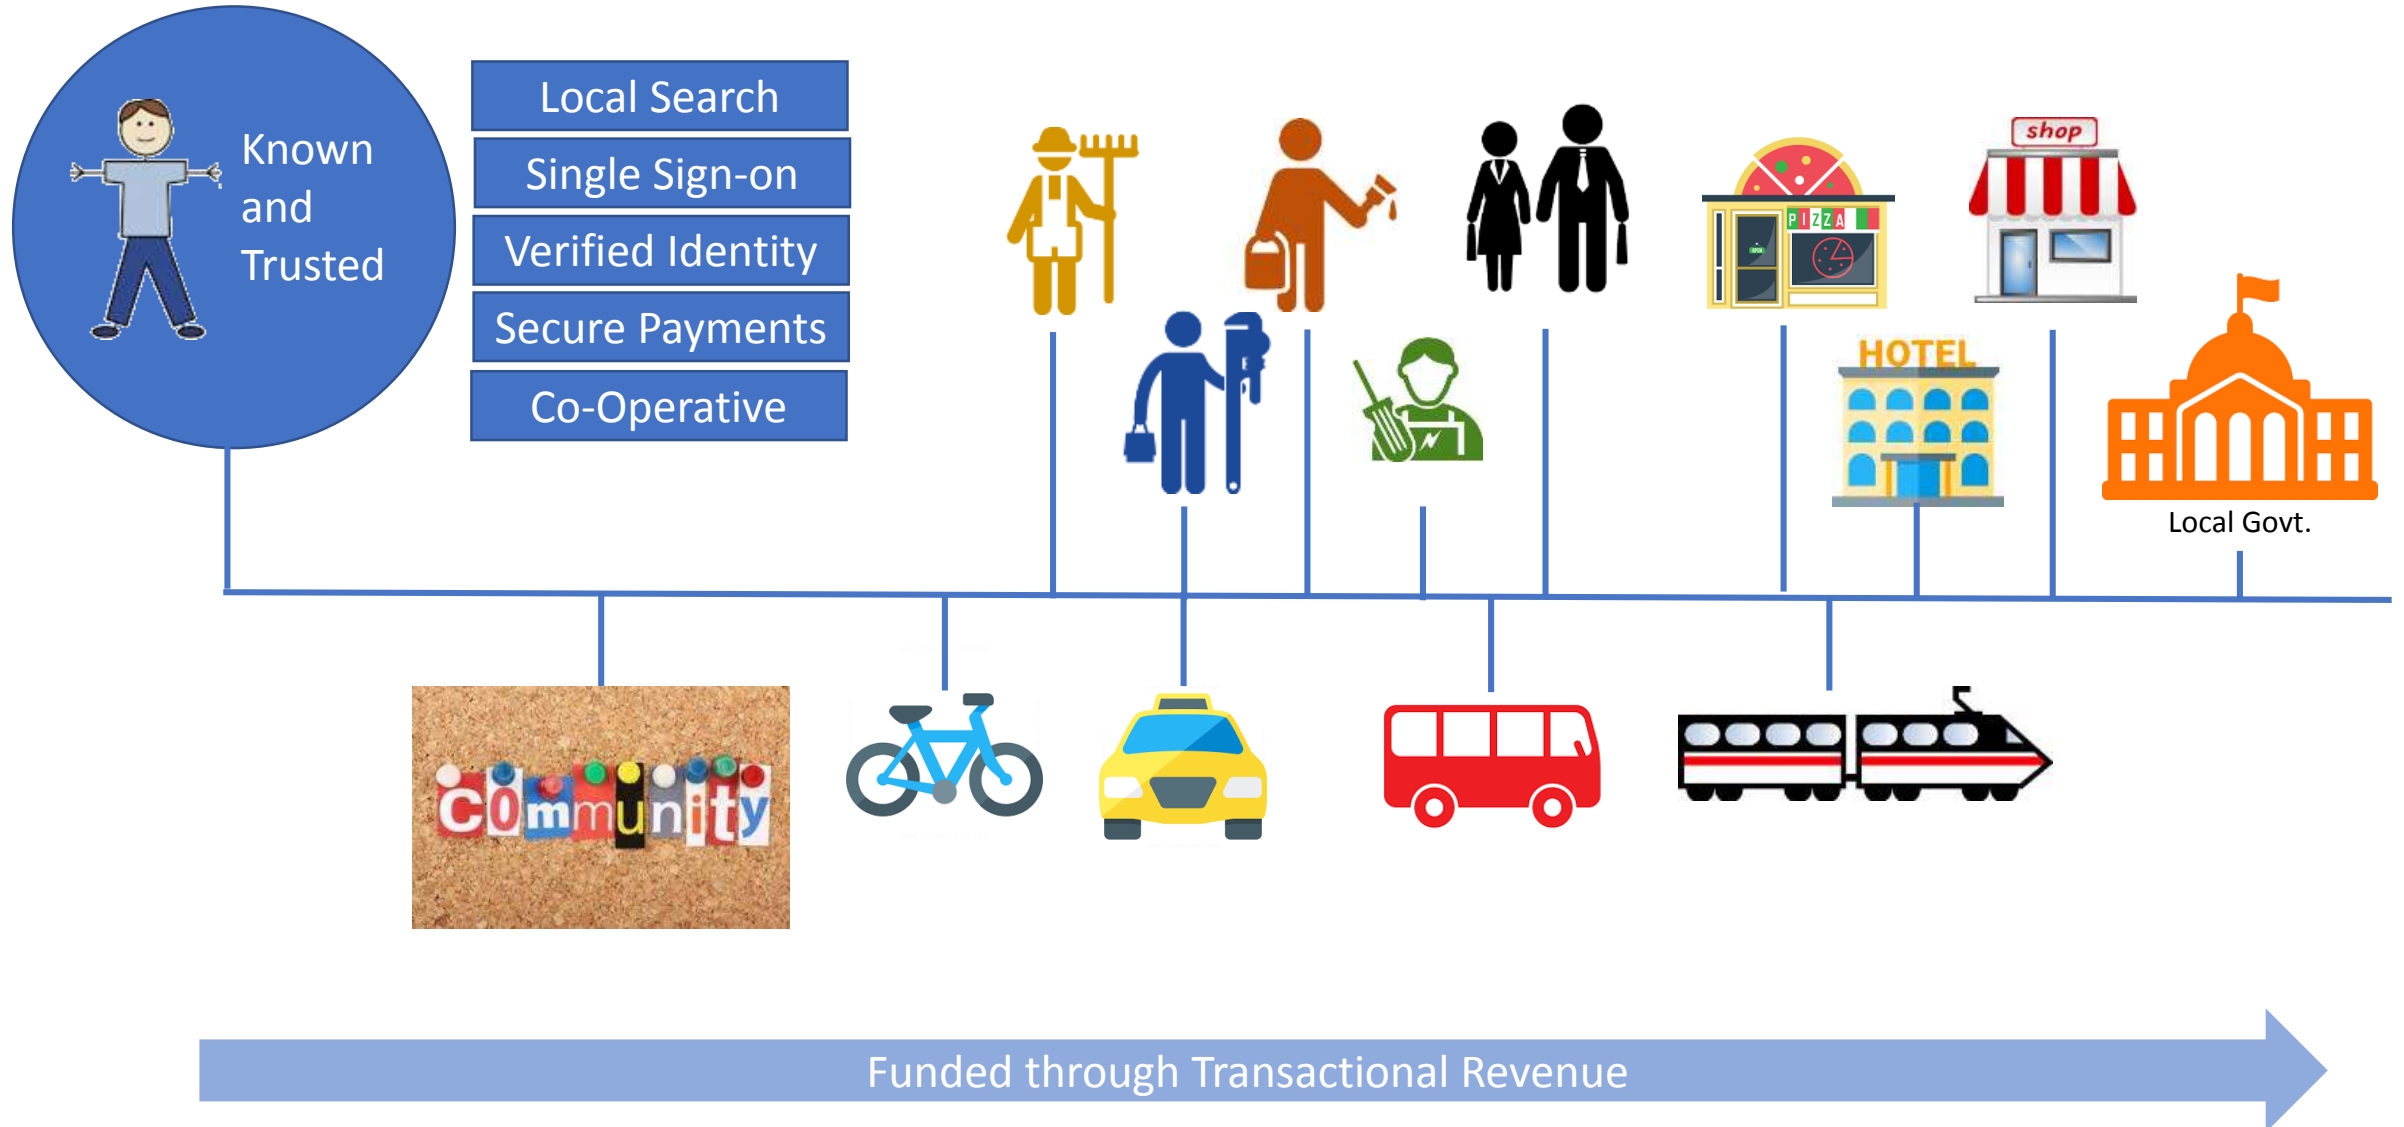 Known
and
Trusted
Local Search
Single Sign-on
Verified Identity
Secure Payments
Co-Operative
PIZZA
OPEN
shop
HOTEL
Local Govt.
community
Funded through Transactional Revenue